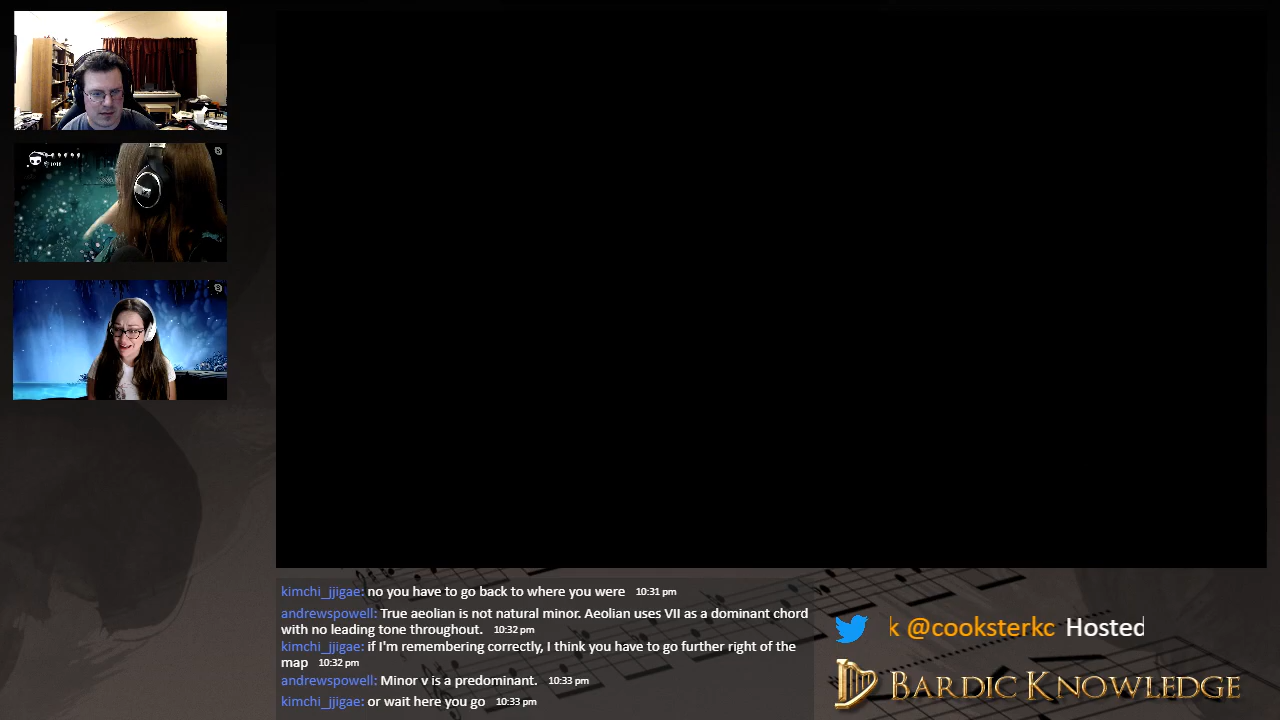 kimchi_jjigae: no you have to go back to where you were 10:31 pm
andrewspowell: True aeolian is not natural minor. Aeolian uses VII as a dominant chord
with no leading tone throughout. 10:32 pm
kimchi_jjigae: if I'm remembering correctly, I think you have to go further right of the
map 10:32 pm
andrewspowell: Minor v is a predominant. 10:33 pm
kimchi_jjigae: or wait here you go 10:33 pm
k @cooksterkc Hosted
BARDIC KNOWLEDGE